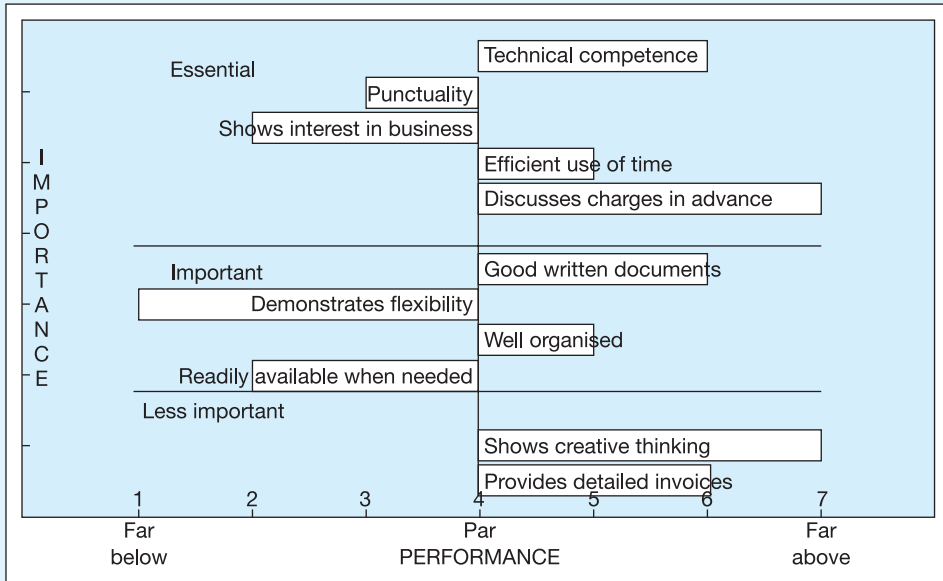 Technical competence
Essential
Punctuality
Shows interest in business
Efficient use of time
Discusses charges in advance
IMPORTANCE
Good written documents
Important
Demonstrates flexibility
Well organised
Readily available when needed
Less important
Shows creative thinking
Provides detailed invoices
1 2 3 4 5 6 7
Far Par Far
below PERFORMANCE above